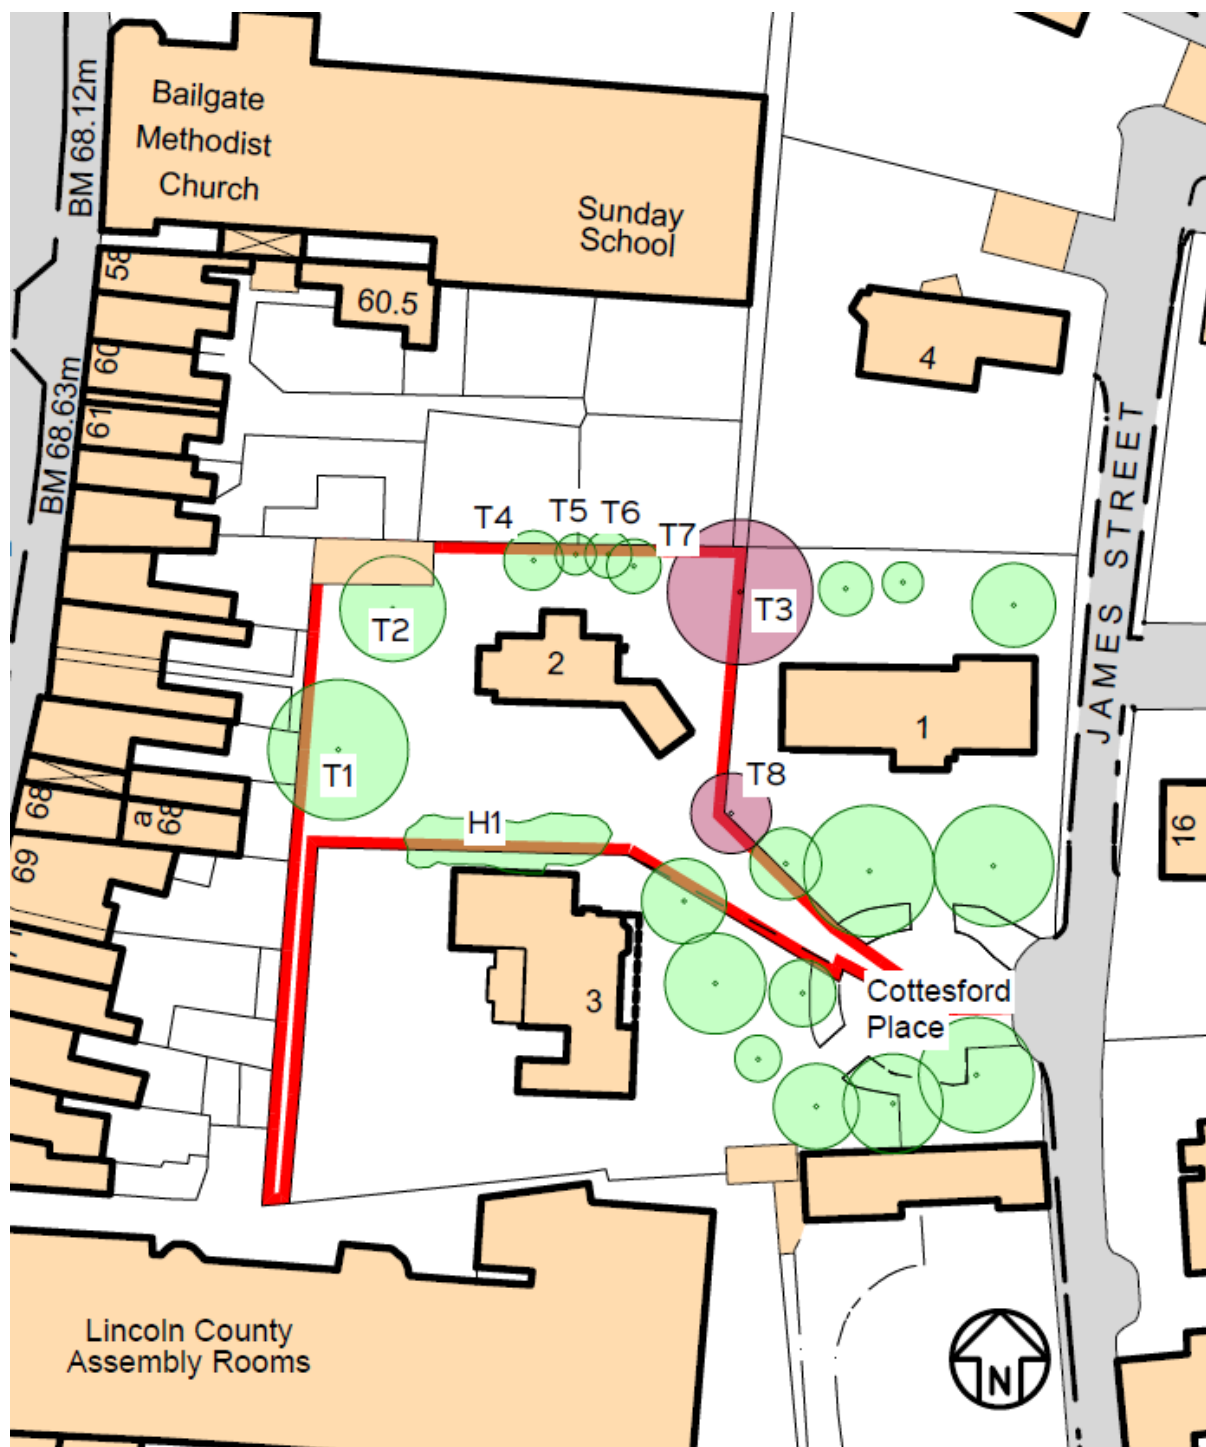 BM 68.12m
Bailgate
Methodist
Church
Sunday
School
58
60.5
60
4
61
BM 68.63m
JAMES STREET
T4
T5
T6
T7
T3
T2
2
1
T1
T8
H1
68
a
68
16
69
3
Cottesford
Place
Lincoln County
Assembly Rooms
N